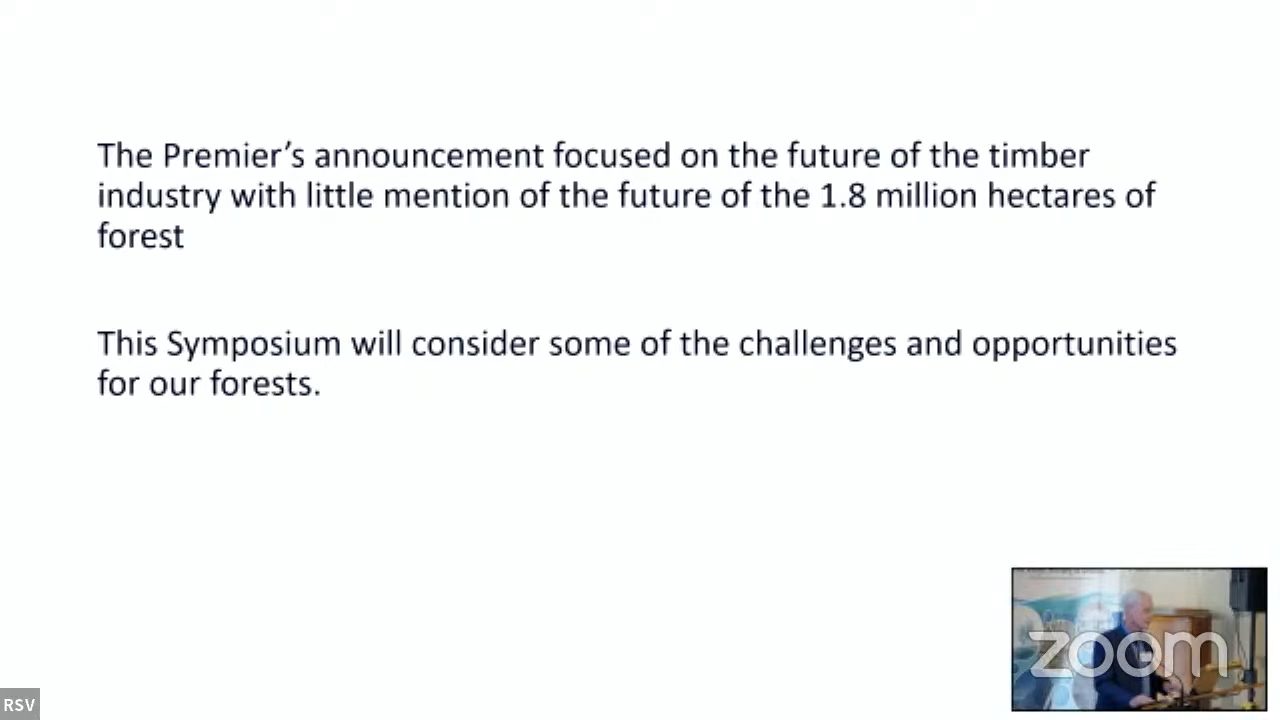 The Premier’s announcement focused on the future of the timber
industry with little mention of the future of the 1.8 million hectares of
forest
This Symposium will consider some of the challenges and opportunities
for our forests.
zoom
RSV